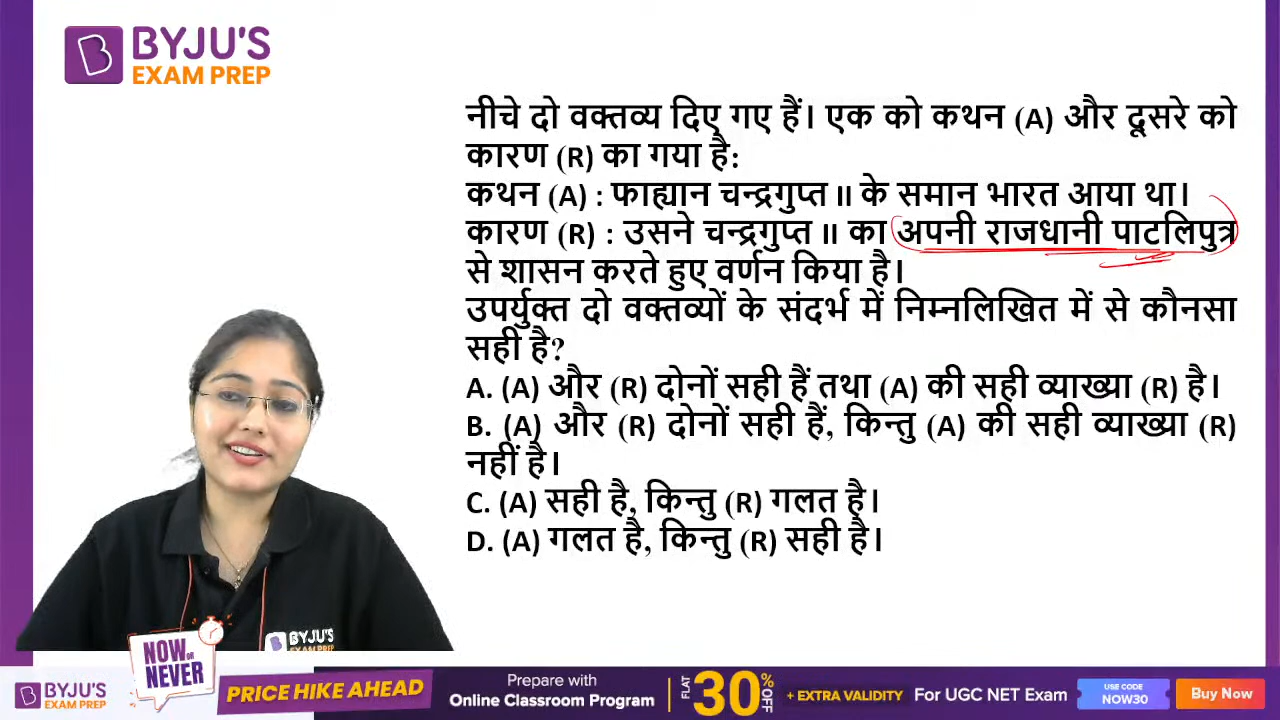 BYJU'S
EXAM PREP
नीचे दो वक्तव्य दिए गए हैं। एक को कथन (A) और दूसरे को
कारण (R) का गया है:
कथन (A) : फाह्यान चन्द्रगुप्त II के समान भारत आया था।
कारण (R) : उसने चन्द्रगुप्त II का अपनी राजधानी पाटलिपुत्र
से शासन करते हुए वर्णन किया है।
उपर्युक्त दो वक्तव्यों के संदर्भ में निम्नलिखित में से कौनसा
सही है?
A. (A) और (R) दोनों सही हैं तथा (A) की सही व्याख्या (R) है।
B. (A) और (R) दोनों सही हैं, किन्तु (A) की सही व्याख्या (R)
नहीं है।
C. (A) सही है, किन्तु (R) गलत है।
D. (A) गलत है, किन्तु (R) सही है।
BYJU'S
EXAM PREP
NOW OR
NEVER
BYJU'S
EXAM PREP
PRICE HIKE AHEAD
Prepare with
Online Classroom Program
FLAT 30% OFF
+ EXTRA VALIDITY
For UGC NET Exam
USE CODE
NOW30
Buy Now